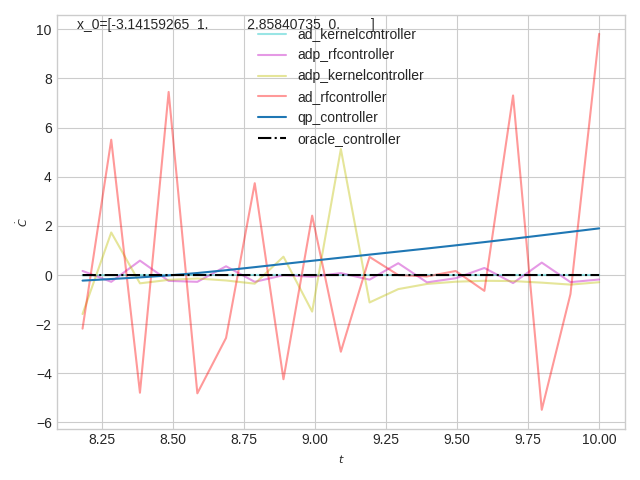 x_0=[-3.14159265 1. 2.85840735 0. ]
ad_kernelcontroller
adp_rfcontroller
adp_kernelcontroller
ad_rfcontroller
qp_controller
oracle_controller
10
8
6
4
2
0
−2
−4
−6
Ċ
8.25 8.50 8.75 9.00 9.25 9.50 9.75 10.00
t